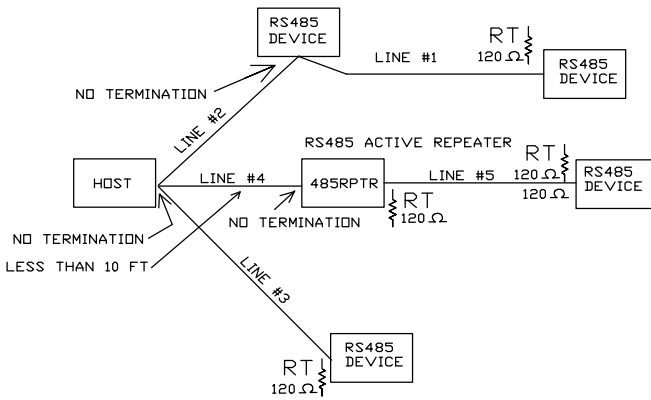 RS485
DEVICE
RT
120 Ω
LINE #1
RS485
DEVICE
NO TERMINATION
LINE #2
RS485 ACTIVE REPEATER
HOST
LINE #4
485RPTR
LINE #5
RT
120 Ω
120 Ω
RS485
DEVICE
RT
120 Ω
NO TERMINATION
NO TERMINATION
LESS THAN 10 FT
LINE #3
RS485
DEVICE
RT
120 Ω